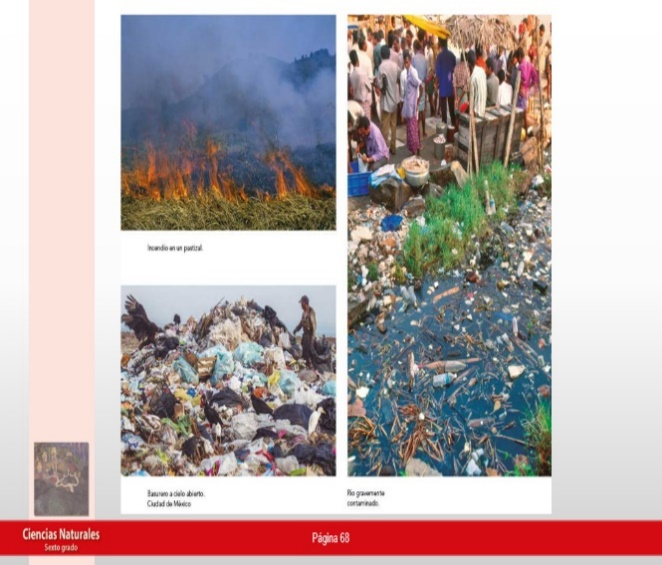 Incendio en un pastizal.
Basurero a cielo abierto.
Ciudad de México
Río gravemente
contaminado.
Ciencias Naturales
Sexto grado
Página 68